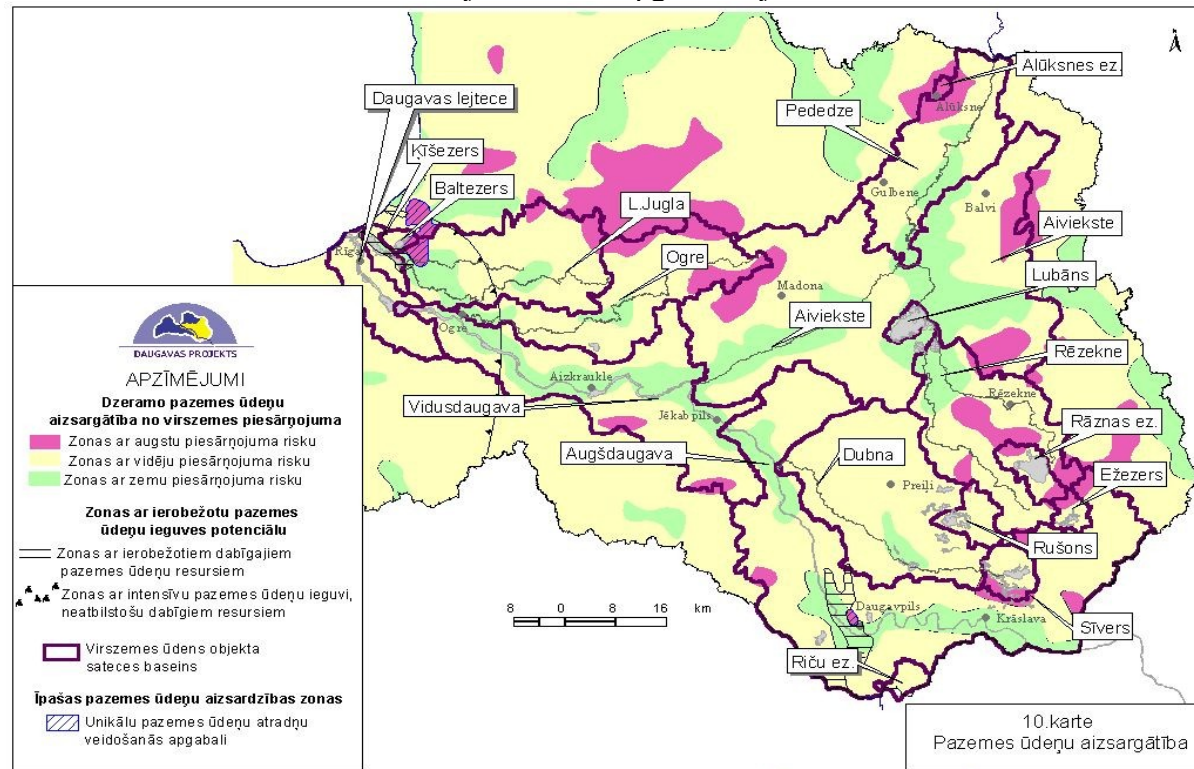 Alūksnes ez
Alūksne
Daugavas lejtece
Pededze
Ķīšezers
Baltezers
Gulbene
Balvi
L.Jugla
Aiviekste
Rīga
Ogre
Lubāns
Madona
Ogre
Aiviekste
Rēzekne
Aizkraukle
Rēzekne
Vidusdaugava
Jēkabpils
Rāznas ez.
Augšdaugava
Dubna
Preiļi
Ežezers
Rušons
8 0 8 16 km
Daugavpils
Krāslava
Sīvers
Riču ez.
DAUGAVAS PROJEKTS
APZĪMĒJUMI
Dzeramo pazemes ūdeņu
aizsargātība no virszemes piesārņojuma
Zonas ar augstu piesārņojuma risku
Zonas ar vidēju piesārņojuma risku
Zonas ar zemu piesārņojuma risku
Zonas ar ierobežotu pazemes
ūdeņu ieguves potenciālu
Zonas ar ierobežotiem dabīgajiem
pazemes ūdeņu resursiem
Zonas ar intensīvu pazemes ūdeņu ieguvi,
neatbilstošu dabīgiem resursiem
Virszemes ūdens objekta
sateces baseins
Īpašas pazemes ūdeņu aizsardzības zonas
Unikālu pazemes ūdeņu atradņu
veidošanās apgabali
10.karte
Pazemes ūdeņu aizsargātība